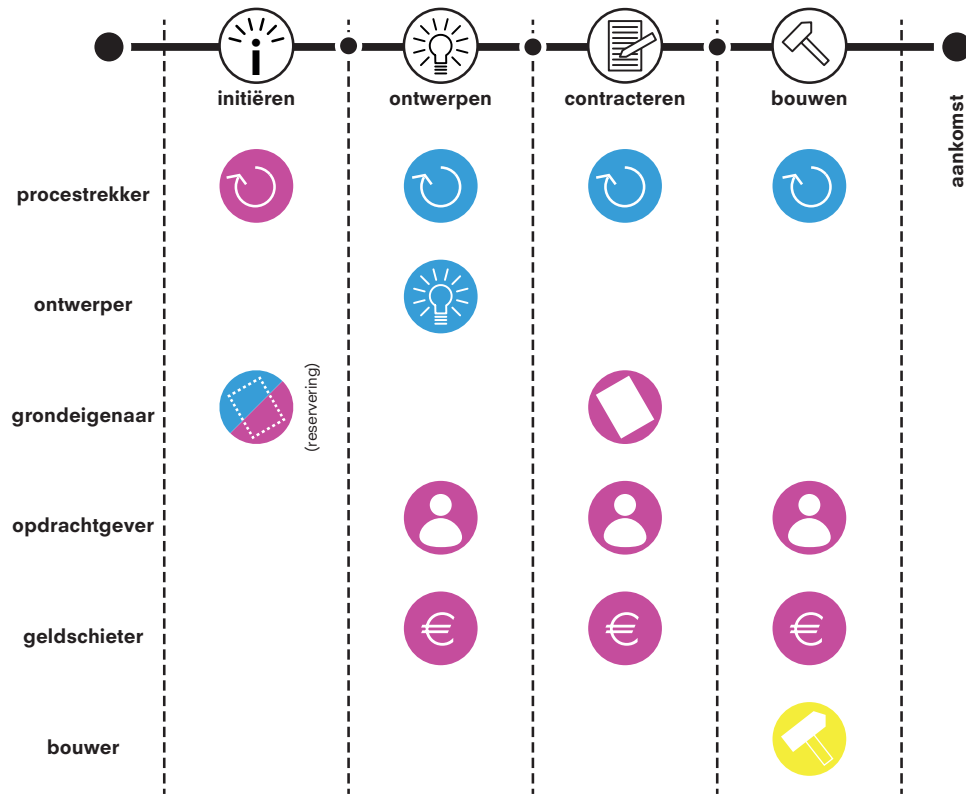 initiëren
ontwerpen
contracteren
bouwen
aankomst
procestrekker
ontwerper
grondeigenaar
(reservering)
opdrachtgever
geldschieter
€
€
€
bouwer